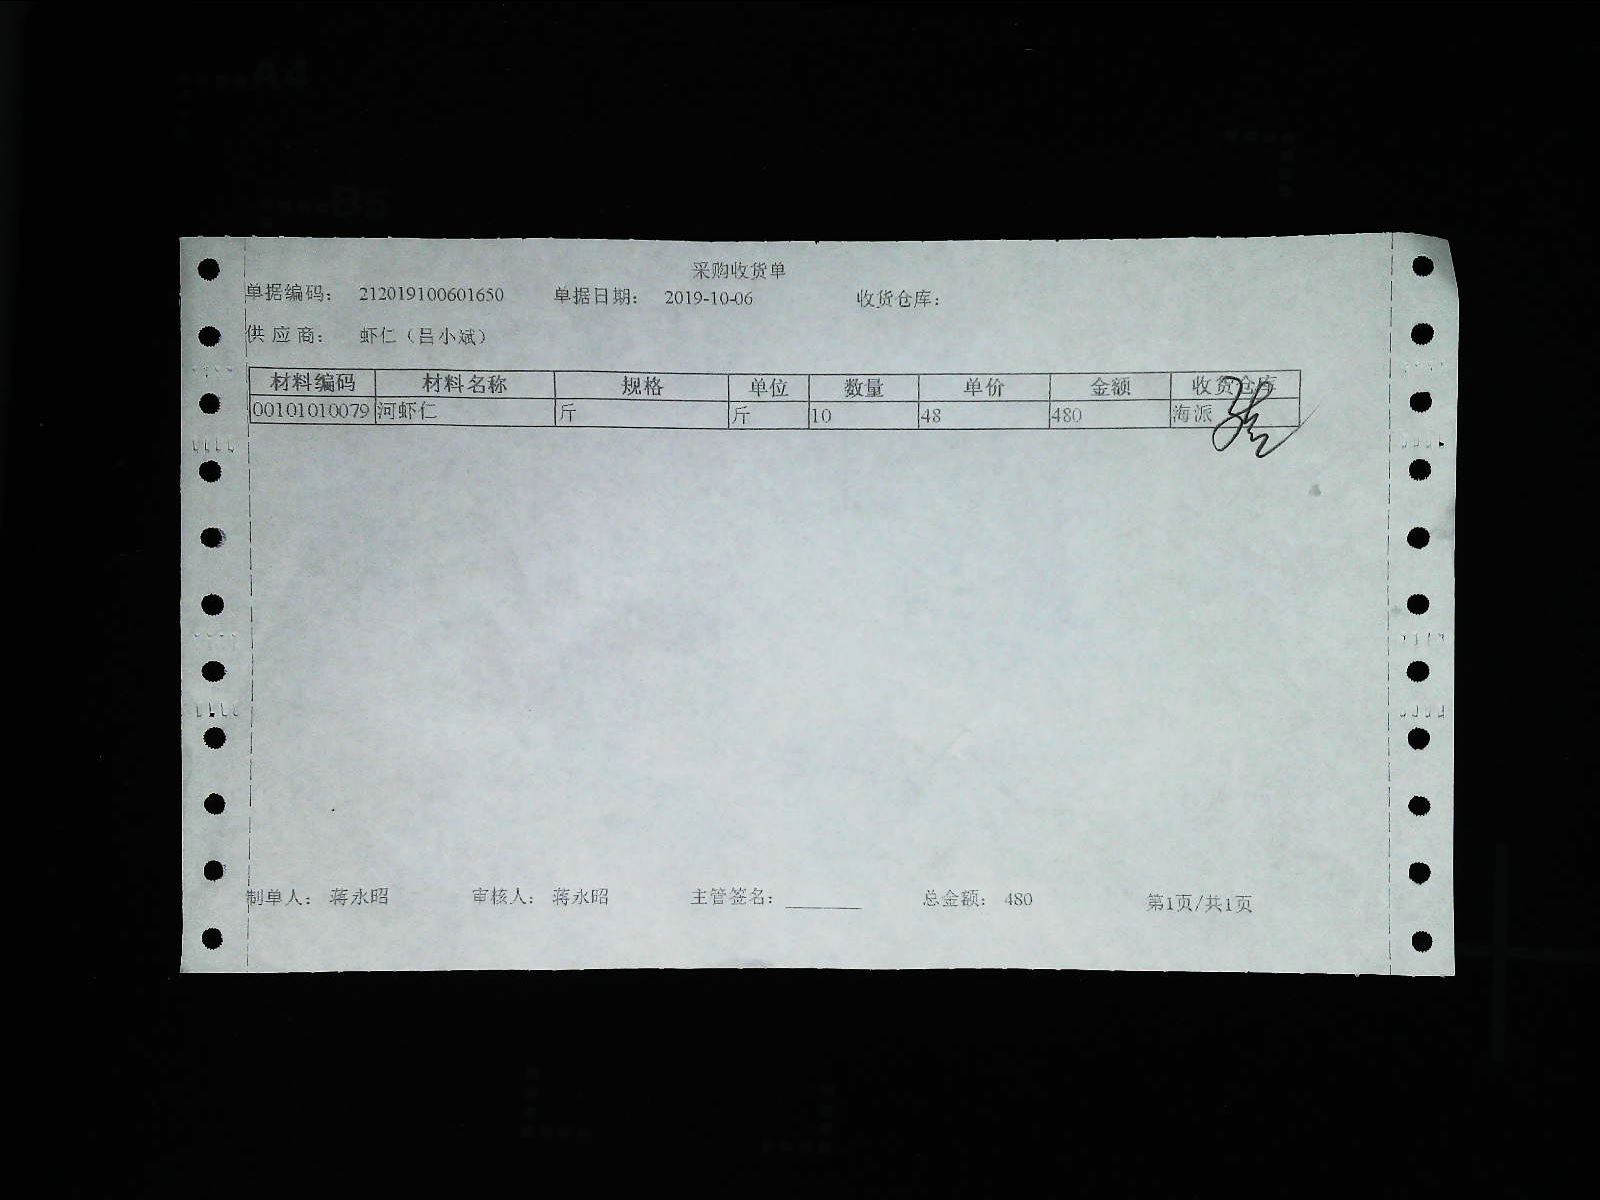 A4
B5
采购收货单
单据编码： 212019100601650 单据日期： 2019-10-06 收货仓库：
供应商： 虾仁（吕小斌）
材料编码 材料名称 规格 单位 数量 单价 金额 收货仓库
00101010079 河虾仁 斤 斤 10 48 480 海派
制单人： 蒋永昭 审核人： 蒋永昭 主管签名： 总金额： 480 第1页/共1页